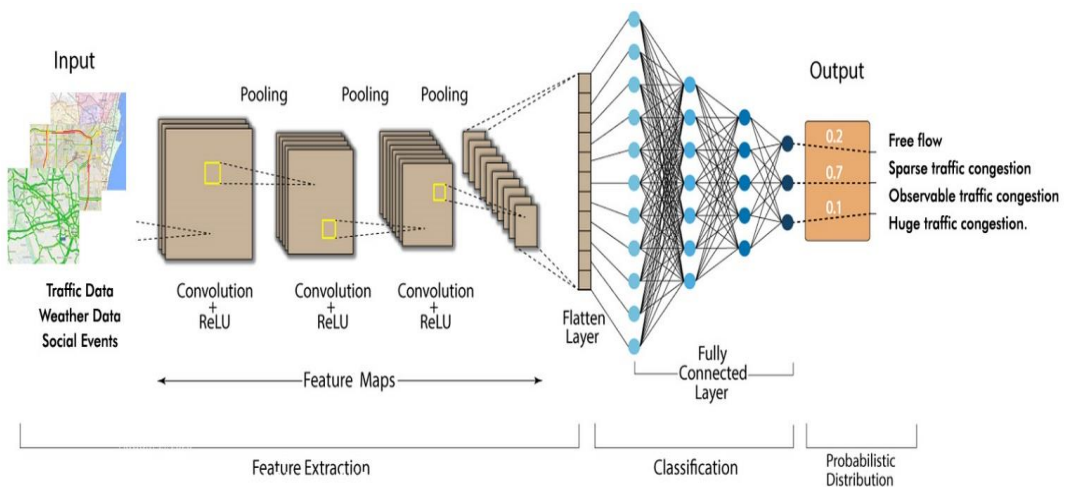 Input
Pooling
Pooling
Pooling
Output
0.2
0.7
0.1
Free flow
Sparse traffic congestion
Observable traffic congestion
Huge traffic congestion.
Traffic Data
Weather Data
Social Events
Convolution
+
ReLU
Convolution
+
ReLU
Convolution
+
ReLU
Flatten
Layer
Fully
Connected
Layer
Feature Maps
Feature Extraction
Classification
Probabilistic
Distribution